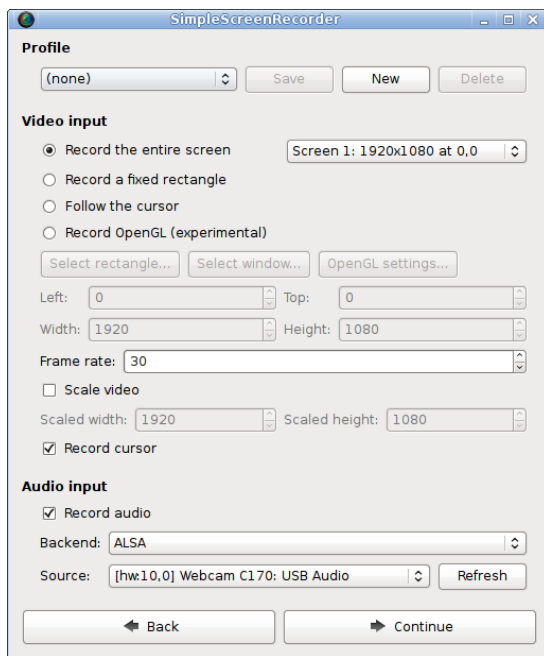 SimpleScreenRecorder
Profile
(none) Save New Delete
Video input
Record the entire screen Screen 1: 1920x1080 at 0,0
Record a fixed rectangle
Follow the cursor
Record OpenGL (experimental)
Select rectangle... Select window... OpenGL settings...
Left: 0 Top: 0
Width: 1920 Height: 1080
Frame rate: 30
Scale video
Scaled width: 1920 Scaled height: 1080
Record cursor
Audio input
Record audio
Backend: ALSA
Source: [hw:10,0] Webcam C170: USB Audio Refresh
Back Continue